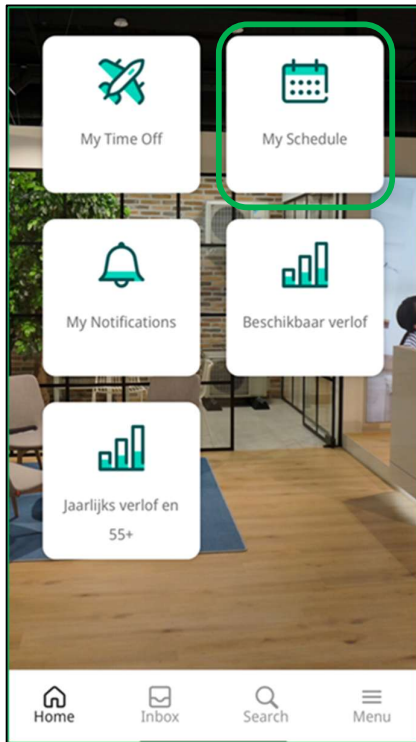 My Time Off
My Schedule
My Notifications
Beschikbaar verlof
Jaarlijks verlof en
55+
Home
Inbox
Search
Menu